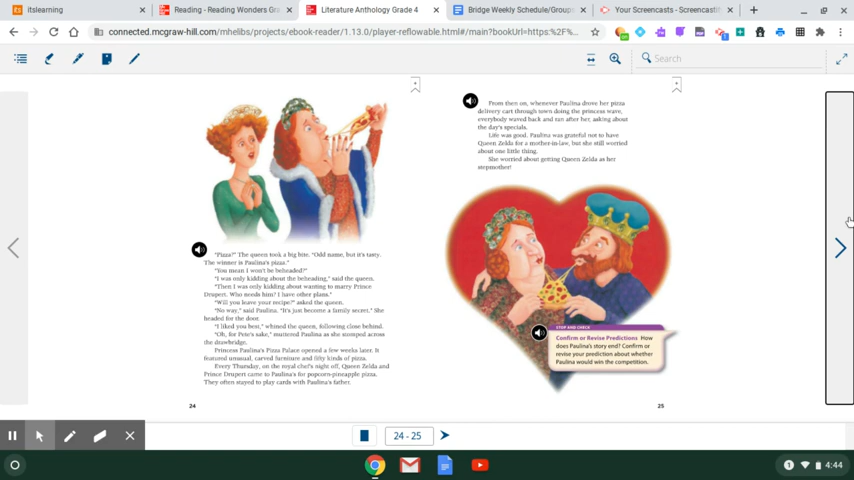 itslearning
Reading - Reading Wonders Gra
Literature Anthology Grade 4
Bridge Weekly Schedule/Group
Your Screencasts - Screencastif
connected.mcgraw-hill.com/mhelibs/projects/ebook-reader/1.13.0/player-reflowable.html#/main?bookUrl=https:%2F%...
Search
"Pizza?" The queen took a big bite. "Odd name, but it's tasty.
The winner is Paulina's pizza."
"You mean I won't be beheaded?"
"I was only kidding about the beheading," said the queen.
"Then I was only kidding about wanting to marry Prince
Drupert. Who needs him? I have other plans."
"Will you leave your recipe?" asked the queen.
"No way," said Paulina. "It's just become a family secret." She
headed for the door.
"I liked you best," whined the queen, following close behind.
"Oh, for Pete's sake," muttered Paulina as she stomped across
the drawbridge.
Princess Paulina's Pizza Palace opened a few weeks later. It
featured unusual, carved furniture and fifty kinds of pizza.
Every Thursday, on the royal chef's night off, Queen Zelda and
Prince Drupert came to Paulina's for popcorn-pineapple pizza.
They often stayed to play cards with Paulina's father.
24
From then on, whenever Paulina drove her pizza
delivery cart through town doing the princess wave,
everybody waved back and ran after her, asking about
the day's specials.
Life was good. Paulina was grateful not to have
Queen Zelda for a mother-in-law, but she still worried
about one little thing.
She worried about getting Queen Zelda as her
stepmother!
STOP AND CHECK
Confirm or Revise Predictions How
does Paulina's story end? Confirm or
revise your prediction about whether
Paulina would win the competition.
25
24 - 25
1
4:44